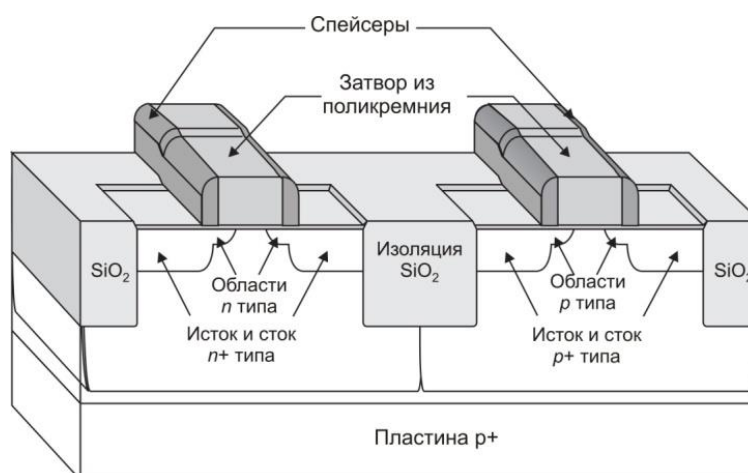 Спейсеры
Затвор из
поликремния
SiO2
Области
n типа
Исток и сток
n+ типа
Изоляция
SiO2
Области
p типа
Исток и сток
p+ типа
SiO2
Пластина p+